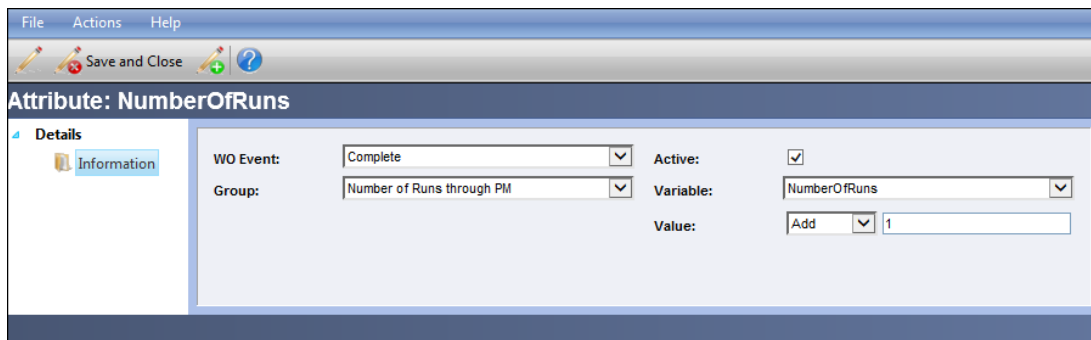 File Actions Help
Save and Close
Attribute: NumberOfRuns
Details
Information
WO Event: Complete Active:
Group: Number of Runs through PM Variable: NumberOfRuns
Value: Add 1